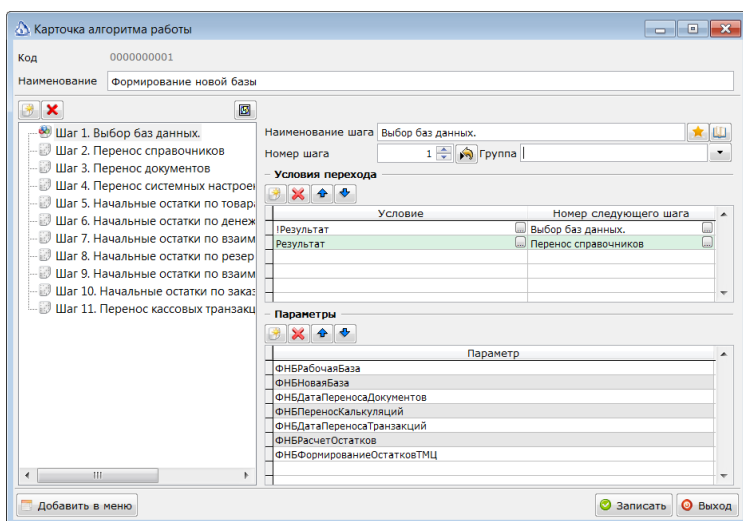 Карточка алгоритма работы
Код 0000000001
Наименование Формирование новой базы
Шаг 1. Выбор баз данных.
Шаг 2. Перенос справочников
Шаг 3. Перенос документов
Шаг 4. Перенос системных настрое
Шаг 5. Начальные остатки по товар
Шаг 6. Начальные остатки по денеж
Шаг 7. Начальные остатки по взаим
Шаг 8. Начальные остатки по резер
Шаг 9. Начальные остатки по взаим
Шаг 10. Начальные остатки по заказ
Шаг 11. Перенос кассовых транзакц
Наименование шага Выбор баз данных.
Номер шага 1 Группа
Условия перехода
Условие Номер следующего шага
!Результат Выбор баз данных.
Результат Перенос справочников
Параметры
Параметр
ФНБРабочаяБаза
ФНБНоваяБаза
ФНБДатаПереносаДокументов
ФНБПереносКалькуляций
ФНБДатаПереносаТранзакций
ФНБРасчетОстатков
ФНБФормированиеОстатковТМЦ
Добавить в меню Записать Выход